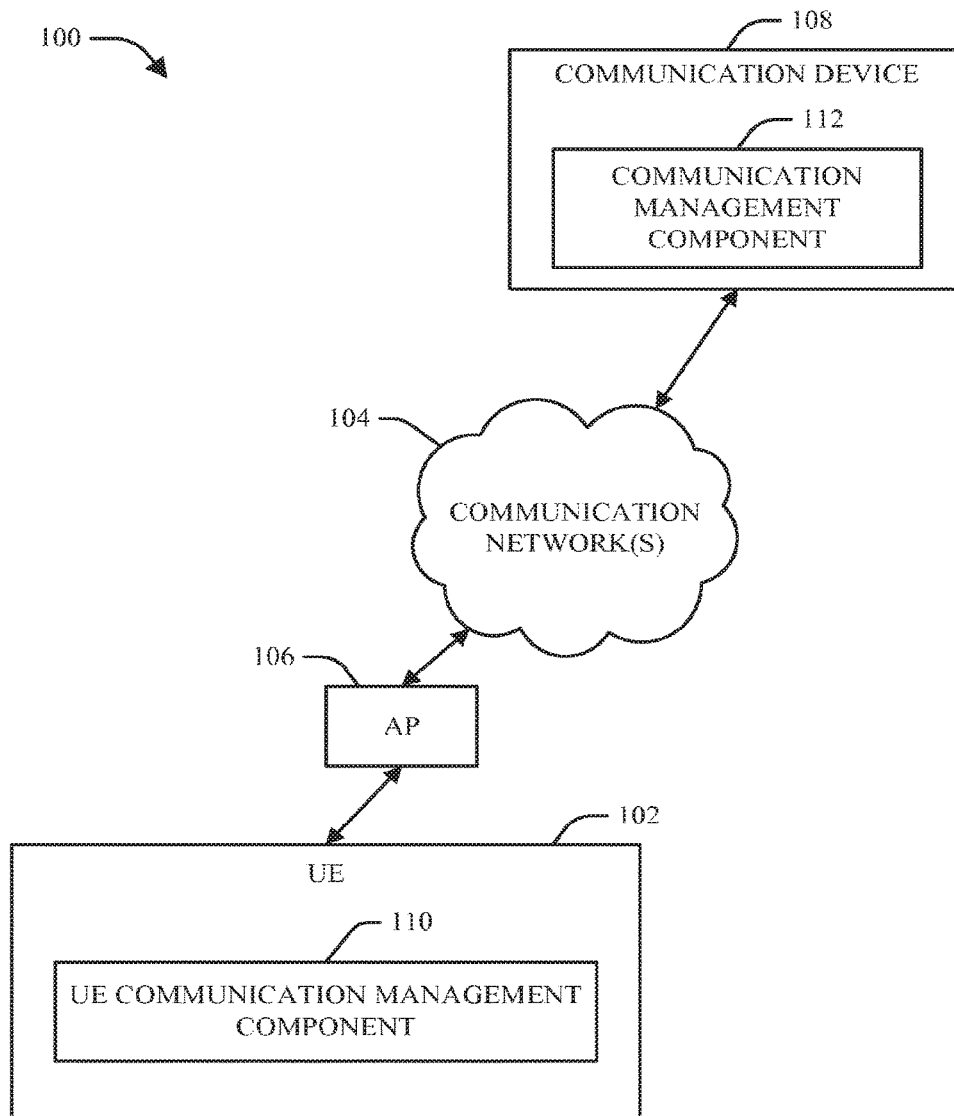 100
108
COMMUNICATION DEVICE
112
COMMUNICATION
MANAGEMENT
COMPONENT
104
COMMUNICATION
NETWORK(S)
106
AP
102
UE
110
UE COMMUNICATION MANAGEMENT
COMPONENT